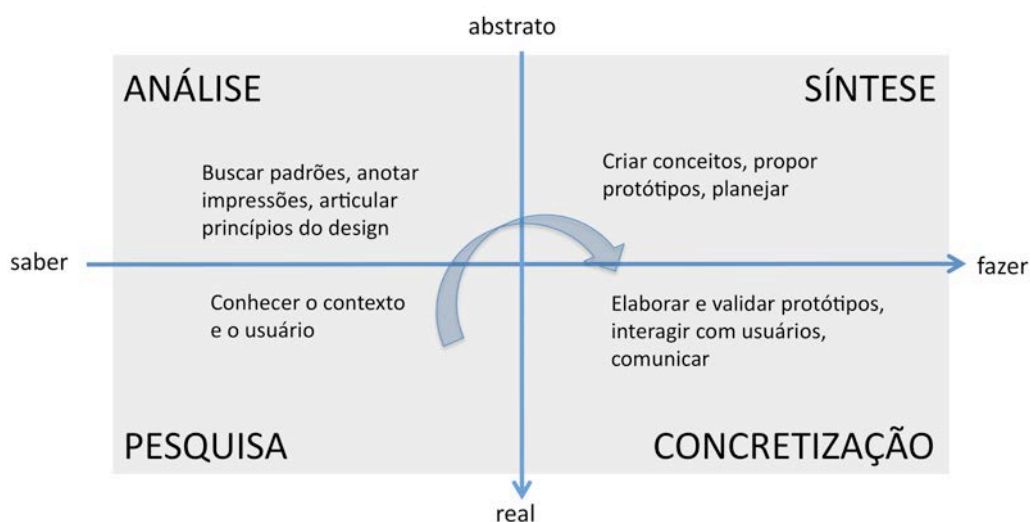 abstrato
ANÁLISE
SÍNTESE
Buscar padrões, anotar
impressões, articular
princípios do design
Criar conceitos, propor
protótipos, planejar
saber
fazer
Conhecer o contexto
e o usuário
Elaborar e validar protótipos,
interagir com usuários,
comunicar
PESQUISA
CONCRETIZAÇÃO
real